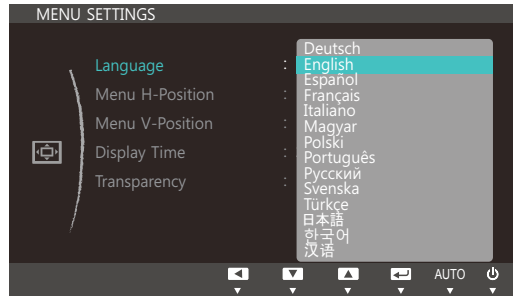 MENU SETTINGS
Language :
Menu H-Position :
Menu V-Position :
Display Time :
Transparency :
Deutsch
English
Español
Français
Italiano
Magyar
Polski
Português
Русский
Svenska
Türkçe
日本語
한국어
汉语
AUTO